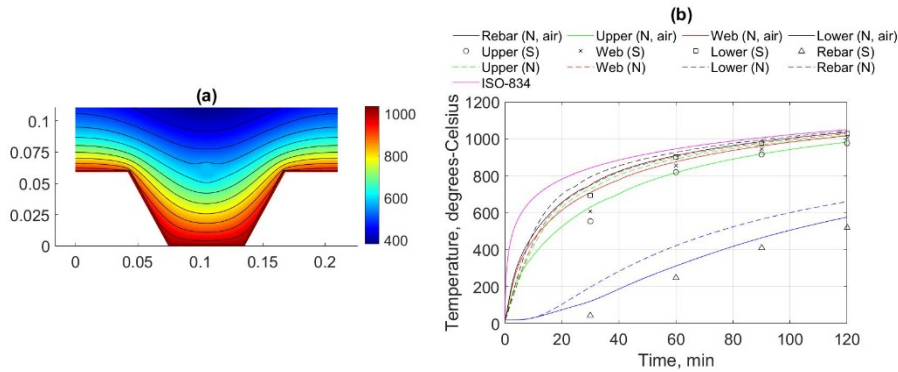 (a)
0.1
0.075
0.05
0.025
0
0 0.05 0.1 0.15 0.2
1000
800
600
400
(b)
Rebar (N, air) Upper (N, air) Web (N, air) Lower (N, air)
Upper (S) Web (S) Lower (S) Rebar (S)
Upper (N) Web (N) Lower (N) Rebar (N)
ISO-834
Temperature, degrees-Celsius
1200
1000
800
600
400
200
0
0 20 40 60 80 100 120
Time, min